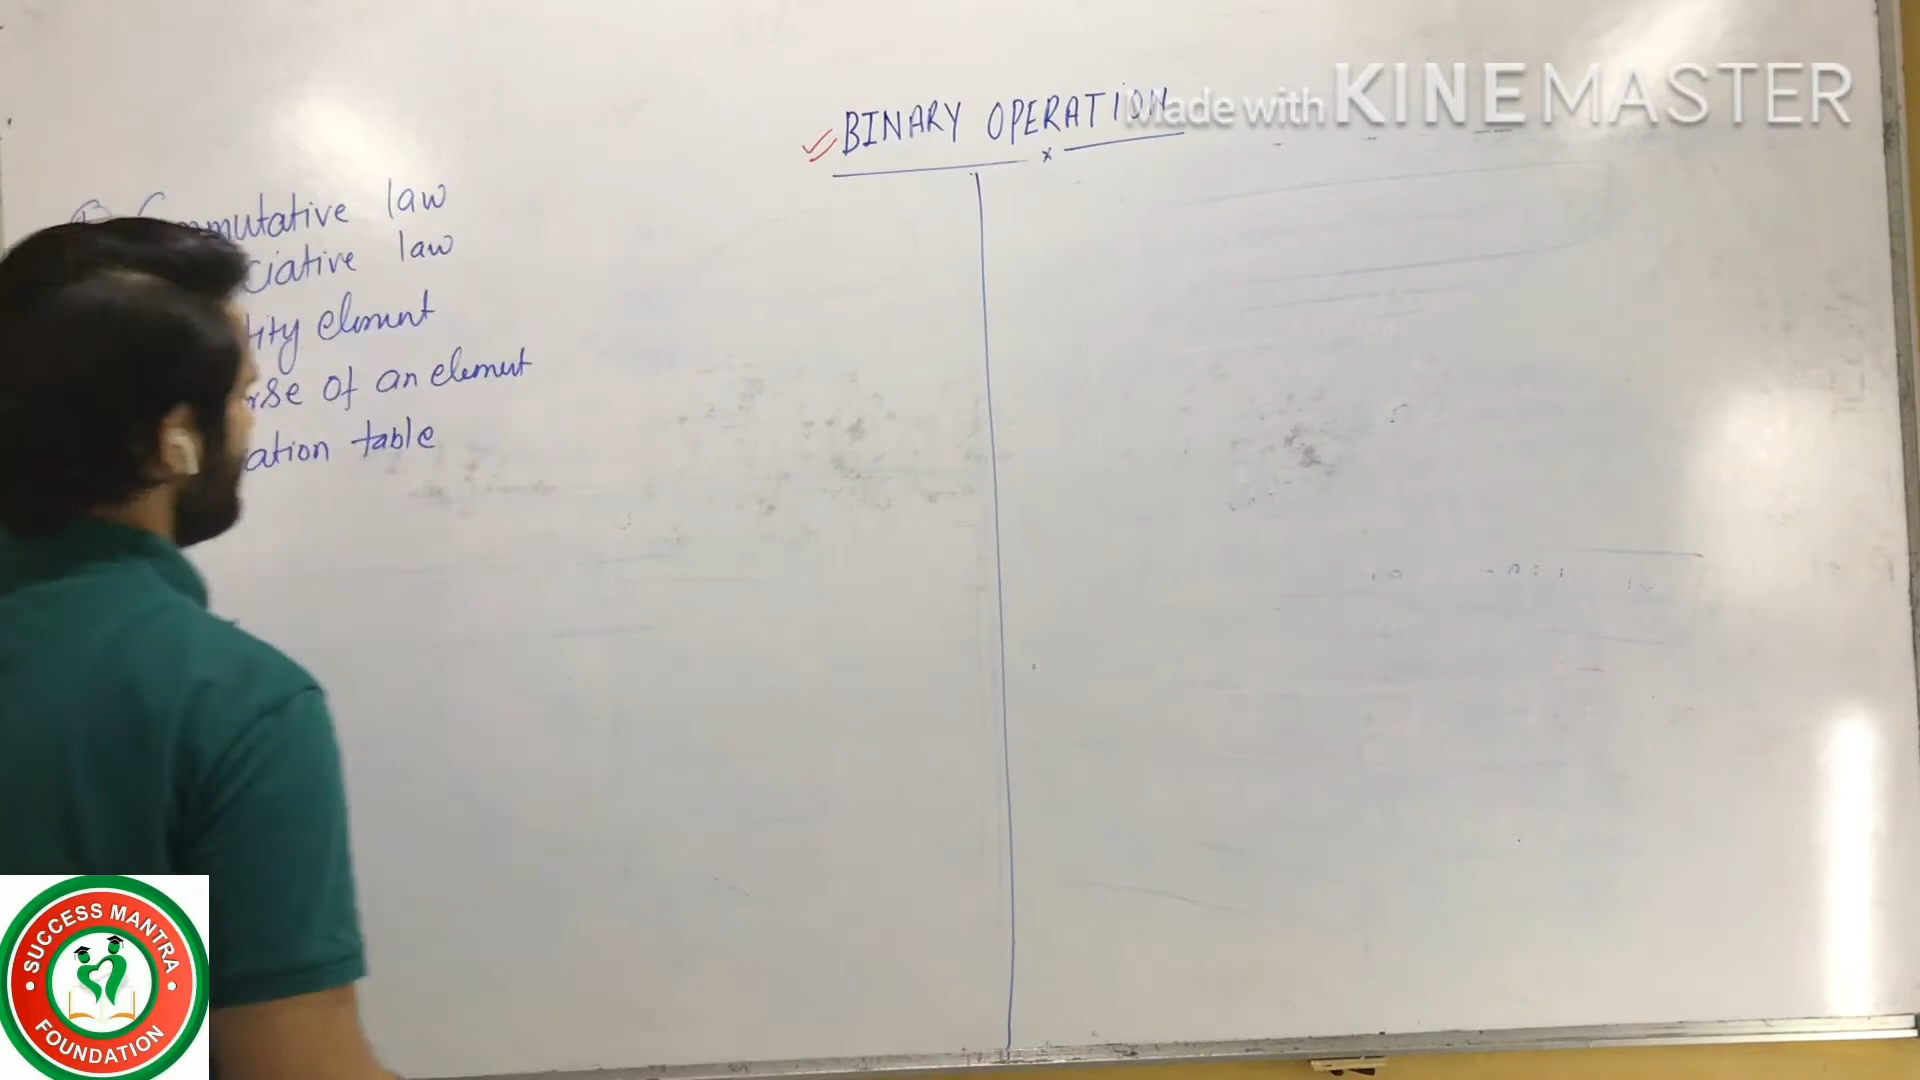 BINARY OPERATION
Made with KINEMASTER
x
Commutative law
ciative law
tity element
rse of an element
ation table
SUCCESS MANTRA
FOUNDATION